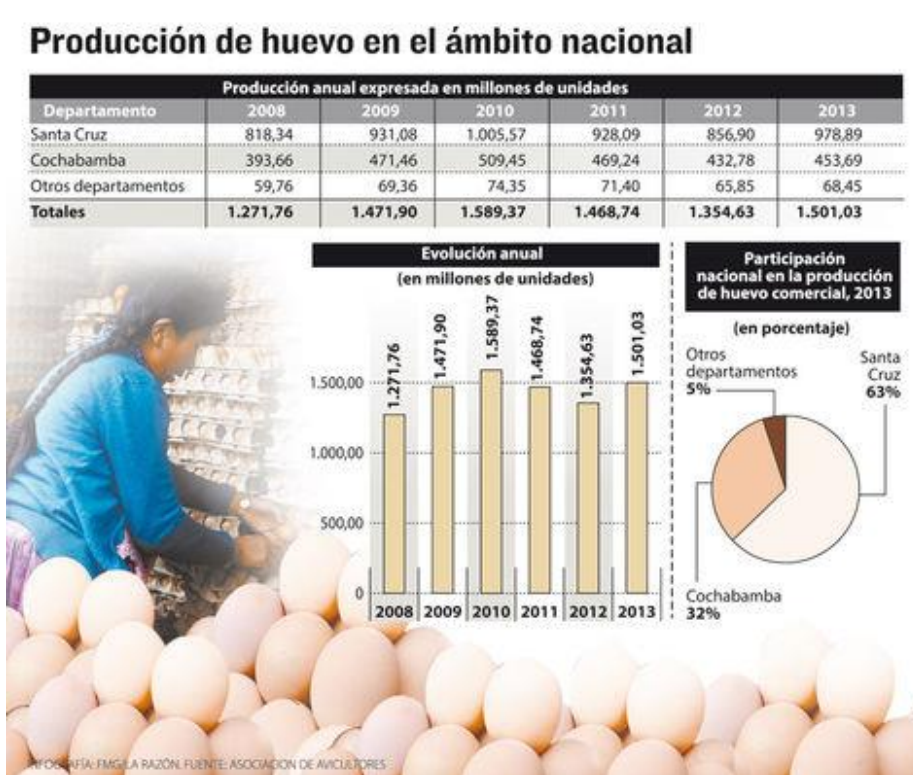 Producción de huevo en el ámbito nacional
Producción anual expresada en millones de unidades
Departamento 2008 2009 2010 2011 2012 2013
Santa Cruz 818,34 931,08 1.005,57 928,09 856,90 978,89
Cochabamba 393,66 471,46 509,45 469,24 432,78 453,69
Otros departamentos 59,76 69,36 74,35 71,40 65,85 68,45
Totales 1.271,76 1.471,90 1.589,37 1.468,74 1.354,63 1.501,03
Evolución anual
(en millones de unidades)
1.271,76
1.471,90
1.589,37
1.468,74
1.354,63
1.501,03
1.500,00
1.000,00
500,00
0
2008 2009 2010 2011 2012 2013
Participación
nacional en la producción
de huevo comercial, 2013
(en porcentaje)
Otros
departamentos
5%
Santa
Cruz
63%
Cochabamba
32%
INFOGRAFÍA: FMG/LA RAZÓN. FUENTE: ASOCIACION DE AVICULTORES